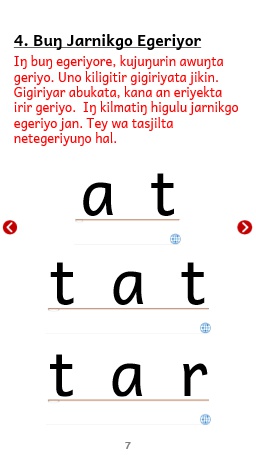 4. Buŋ Jarnikgo Egeriyor
Iŋ buŋ egeriyore, kujuŋurin awuŋta
geriyo. Uno kiligitir gigiriyata jikin.
Gigiriyar abukata, kana an eriyekta
irir geriyo. Iŋ kilmatiŋ higulu jarnikgo
egeriyo jan. Tey wa tasjilta
netegeriyuŋo hal.
a t
t a t
t a r
7